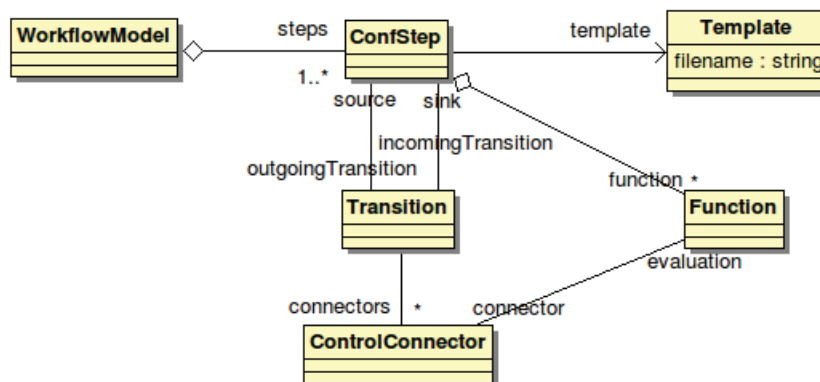 WorkflowModel
steps
1..*
ConfStep
template
Template
filename : string
source
sink
outgoingTransition
incomingTransition
function
*
Transition
Function
evaluation
connectors
*
connector
ControlConnector